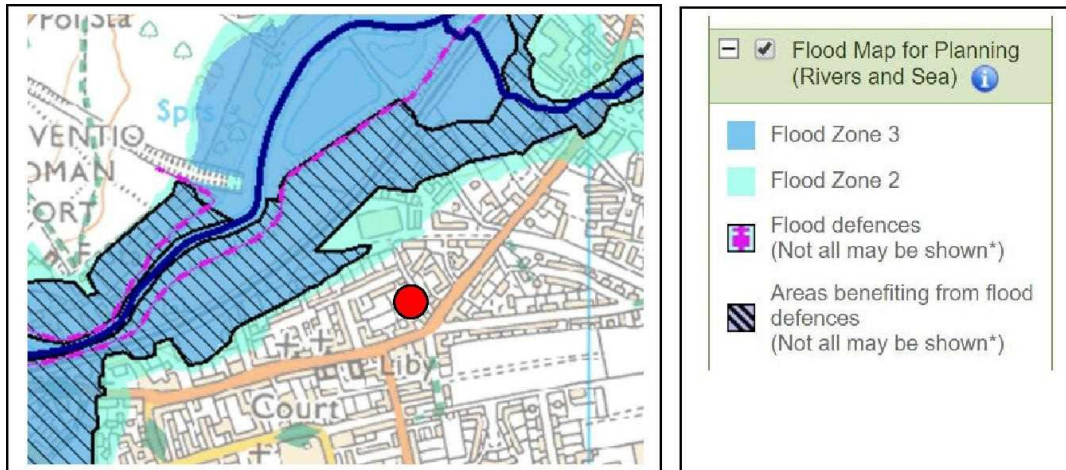 Pol Sta
Sprs
VENTIO
OMAN
ORT
Liby
Court
Flood Map for Planning
(Rivers and Sea)
Flood Zone 3
Flood Zone 2
Flood defences
(Not all may be shown*)
Areas benefiting from flood
defences
(Not all may be shown*)